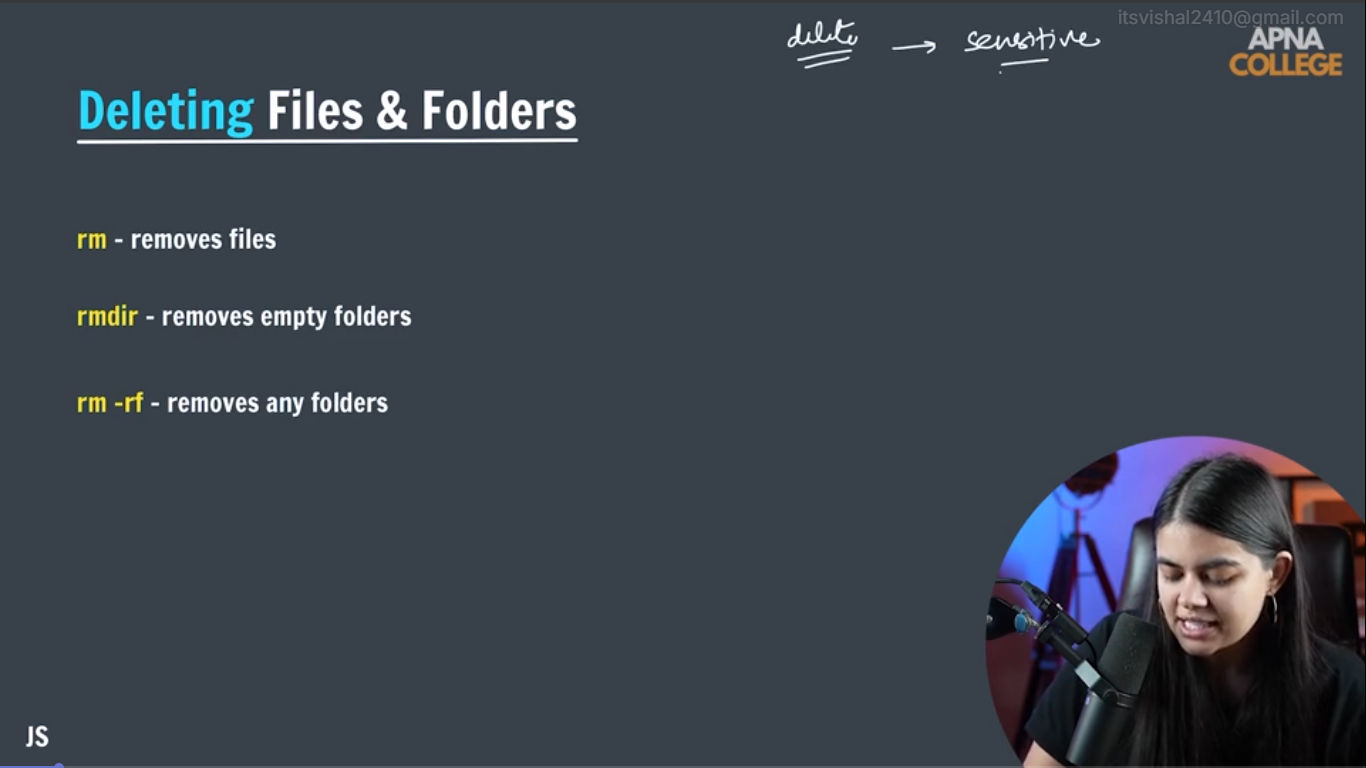 itsvishal2410@gmail.com
delete → sensitive
APNA
COLLEGE
Deleting Files & Folders
rm - removes files
rmdir - removes empty folders
rm -rf - removes any folders
JS